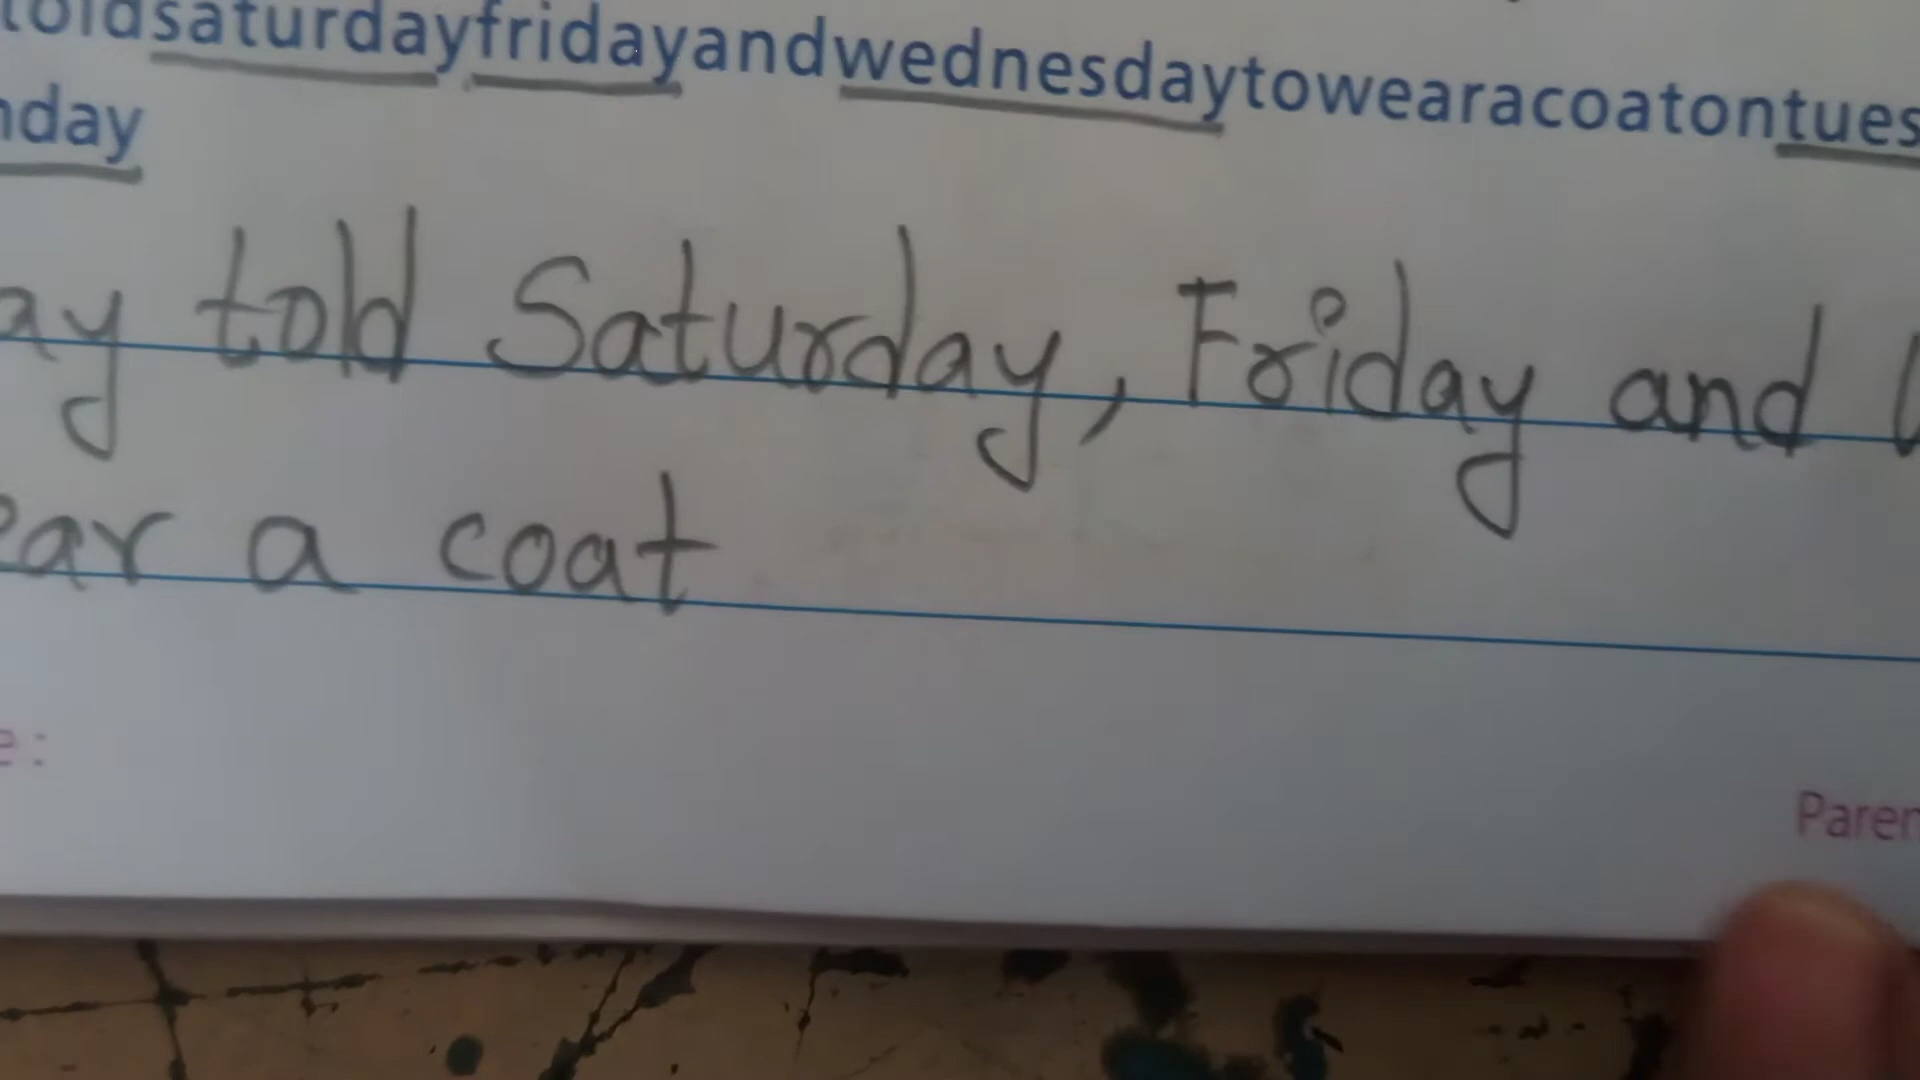 toldsaturdayfridayandwednesdaytowearacoatontues
nday
ay told Saturday, Friday and
ear a coat
e :
Paren